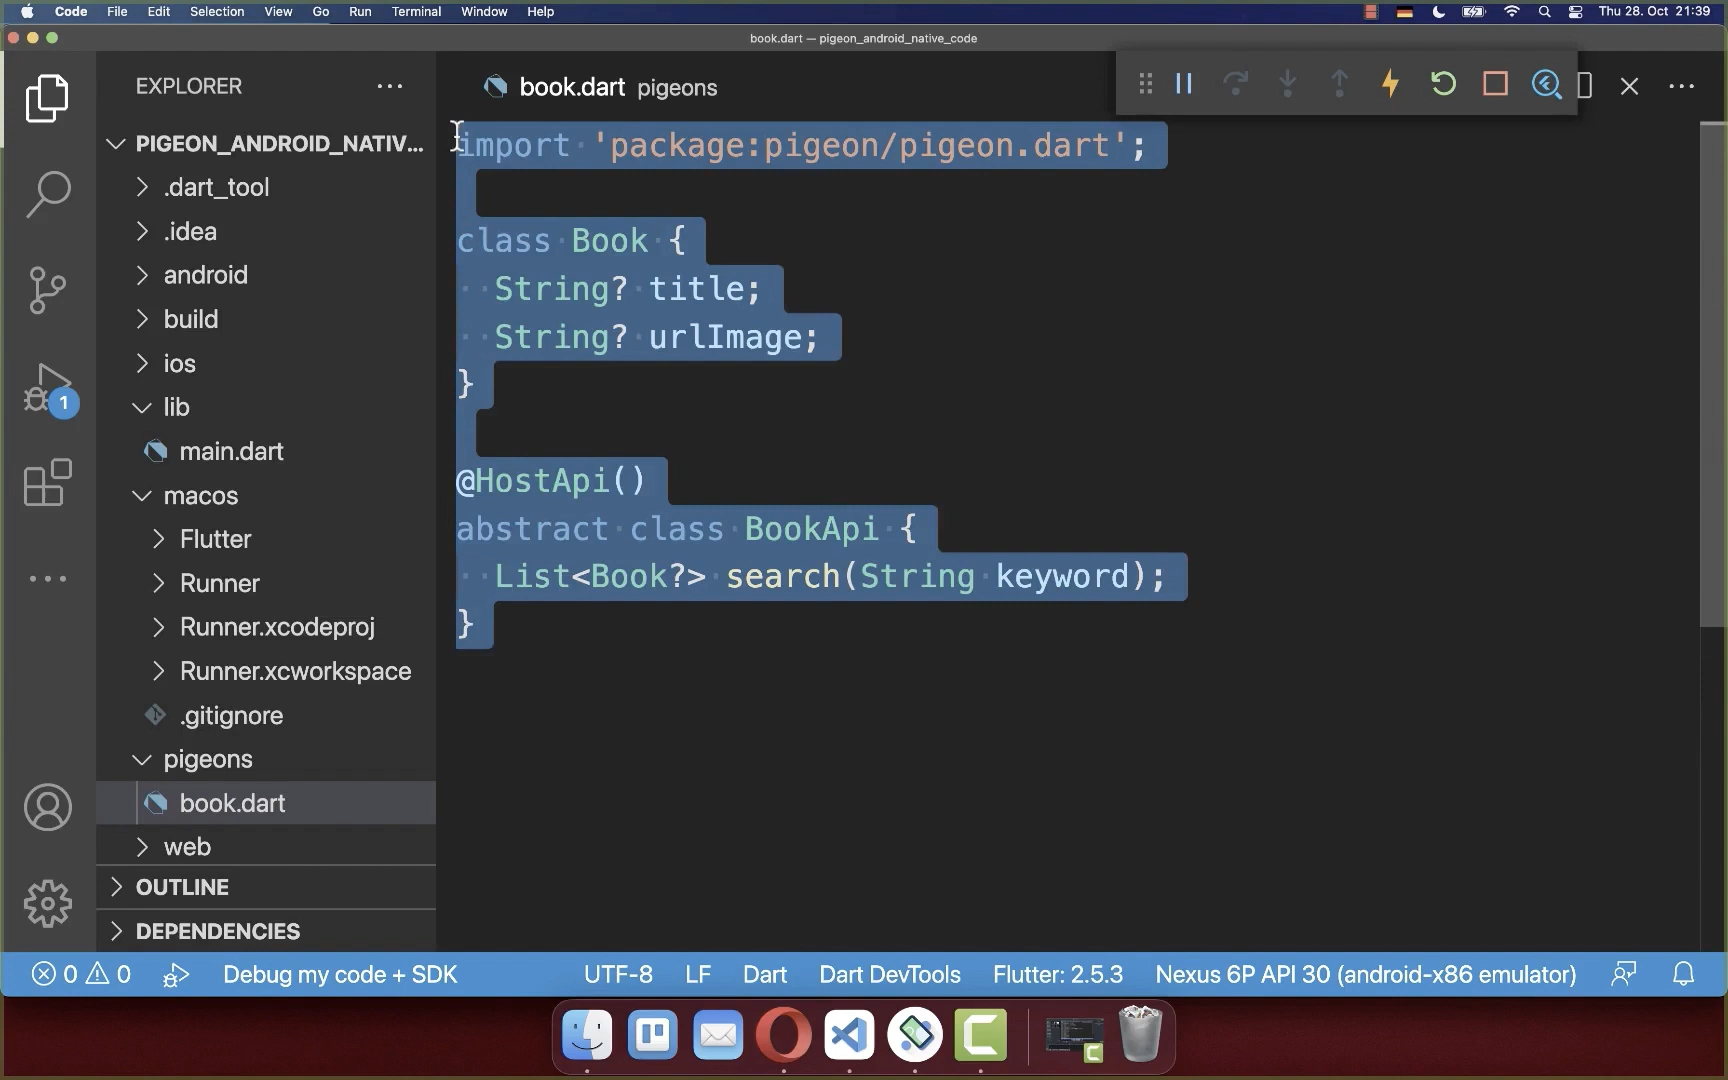 Code File Edit Selection View Go Run Terminal Window Help Thu 28. Oct 21:39
book.dart — pigeon_android_native_code
EXPLORER
book.dart pigeons
PIGEON_ANDROID_NATIV...
.dart_tool
.idea
android
build
ios
lib
main.dart
macos
Flutter
Runner
Runner.xcodeproj
Runner.xcworkspace
.gitignore
pigeons
book.dart
web
OUTLINE
DEPENDENCIES
1
import 'package:pigeon/pigeon.dart';
class Book {
String? title;
String? urlImage;
}
@HostApi()
abstract class BookApi {
List<Book?> search(String keyword);
}
0 0 Debug my code + SDK UTF-8 LF Dart Dart DevTools Flutter: 2.5.3 Nexus 6P API 30 (android-x86 emulator)